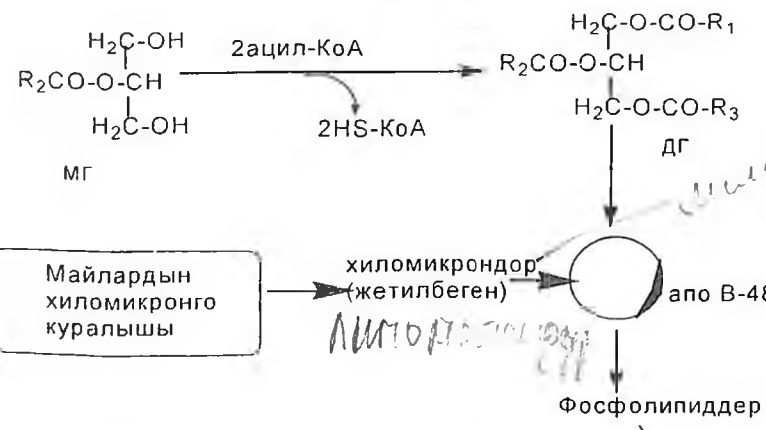 H₂C-OH
2ацил-КоА
R₂CO-O-CH
H₂C-OH
2HS-КоА
мг
H₂C-O-CO-R₁
R₂CO-O-CH
H₂C-O-CO-R₃
дг
Майлардын
хиломикронго
куралышы
хиломикрондор
(жетилбеген)
апо В-48
Фосфолипиддер